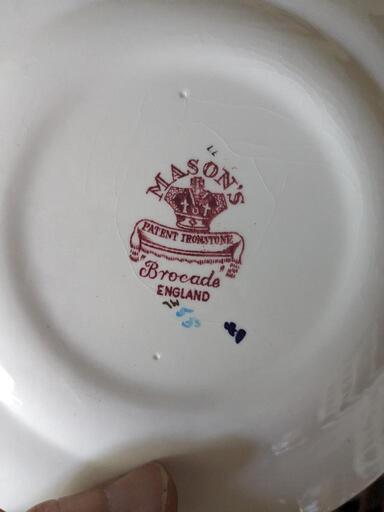 MASON'S
PATENT IRONSTONE
"Brocade"
ENGLAND